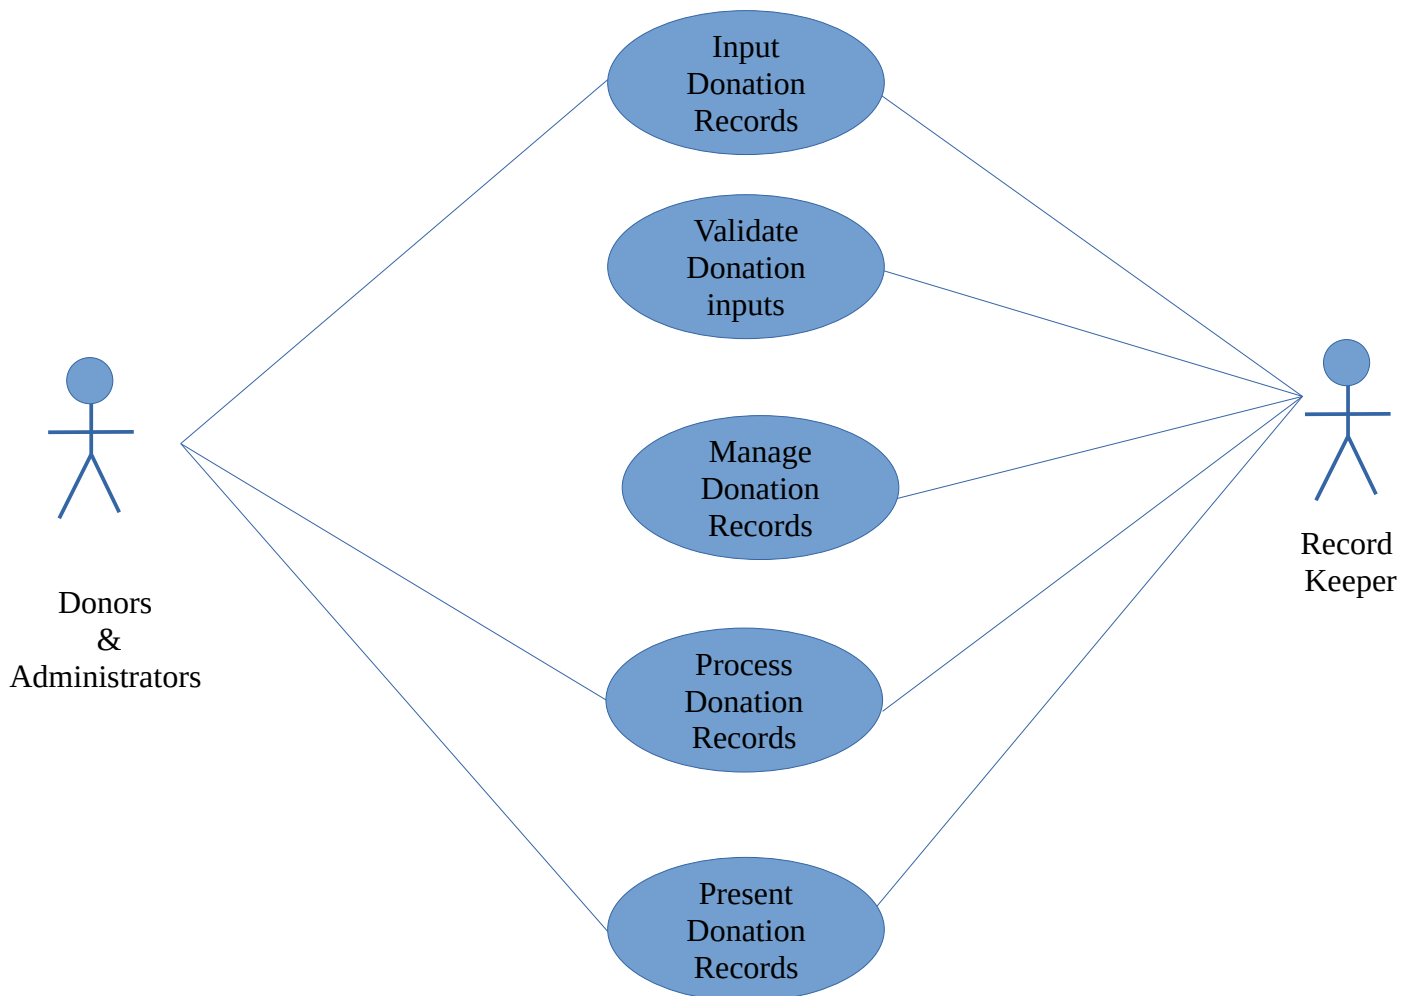 Input
Donation
Records
Validate
Donation
inputs
Manage
Donation
Records
Process
Donation
Records
Present
Donation
Records
Donors
&
Administrators
Record
Keeper